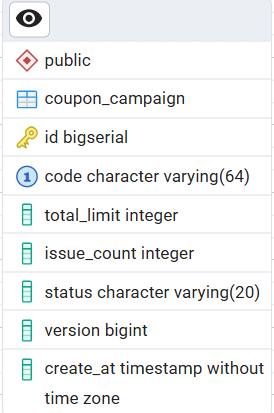 public
coupon_campaign
id bigserial
1 code character varying(64)
total_limit integer
issue_count integer
status character varying(20)
version bigint
create_at timestamp without
time zone